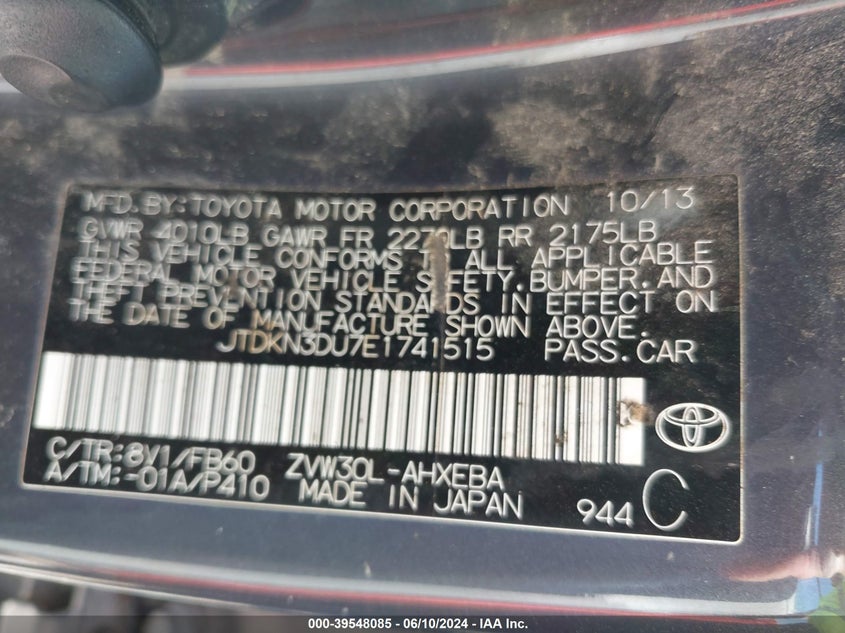 MFD. BY: TOYOTA MOTOR CORPORATION 10/13
GVWR 4010LB GAWR FR 2270LB RR 2175LB
THIS VEHICLE CONFORMS TO ALL APPLICABLE
FEDERAL MOTOR VEHICLE SAFETY, BUMPER, AND
THEFT PREVENTION STANDARDS IN EFFECT ON
THE DATE OF MANUFACTURE SHOWN ABOVE.
JTDKN3DU7E1741515 PASS. CAR
C/TR: 8V1/FB60 ZVW30L-AHXEBA
A/TM: -01A/P410 MADE IN JAPAN 944 C
000-39548085 - 06/10/2024 - IAA Inc.